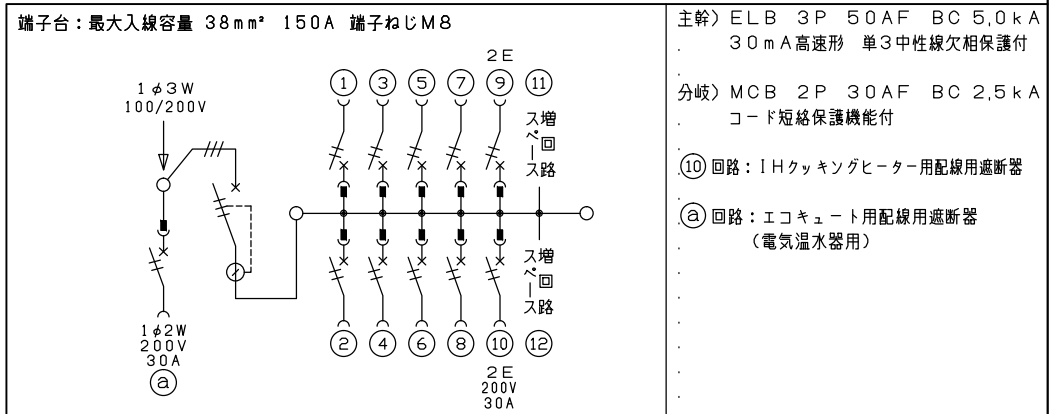 端子台：最大入線容量 38mm² 150A 端子ねじM8
2E
① ③ ⑤ ⑦ ⑨ ⑪
1φ3W
100/200V
増回路
スペース
増回路
スペース
② ④ ⑥ ⑧ ⑩ ⑫
2E
200V
30A
1φ2W
200V
30A
ⓐ
主幹）ELB 3P 50AF BC 5,0kA
. 30mA高速形 単3中性線欠相保護付
.
分岐）MCB 2P 30AF BC 2,5kA
. コード短絡保護機能付
.
⑩回路：IHクッキングヒーター用配線用遮断器
.
ⓐ回路：エコキュート用配線用遮断器
. （電気温水器用）
.
.
.
.
.
.